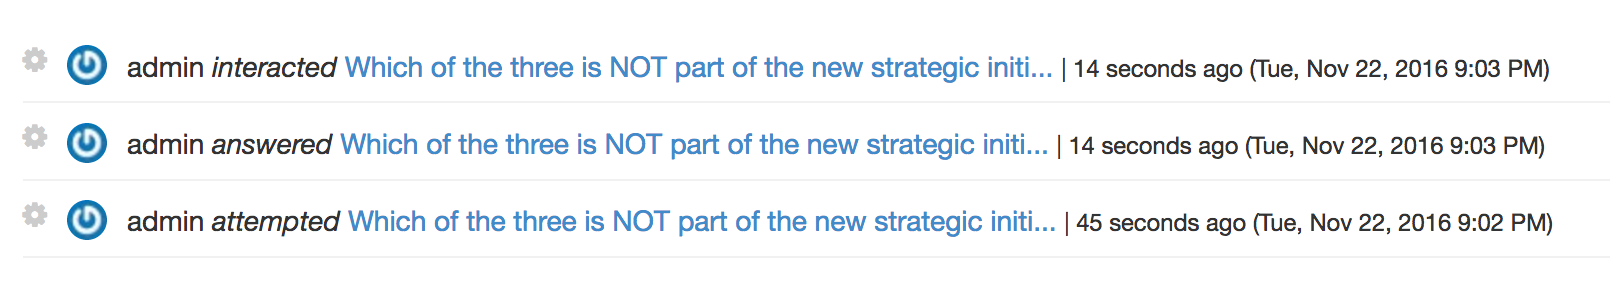 admin interacted Which of the three is NOT part of the new strategic initi... | 14 seconds ago (Tue, Nov 22, 2016 9:03 PM)
admin answered Which of the three is NOT part of the new strategic initi... | 14 seconds ago (Tue, Nov 22, 2016 9:03 PM)
admin attempted Which of the three is NOT part of the new strategic initi... | 45 seconds ago (Tue, Nov 22, 2016 9:02 PM)